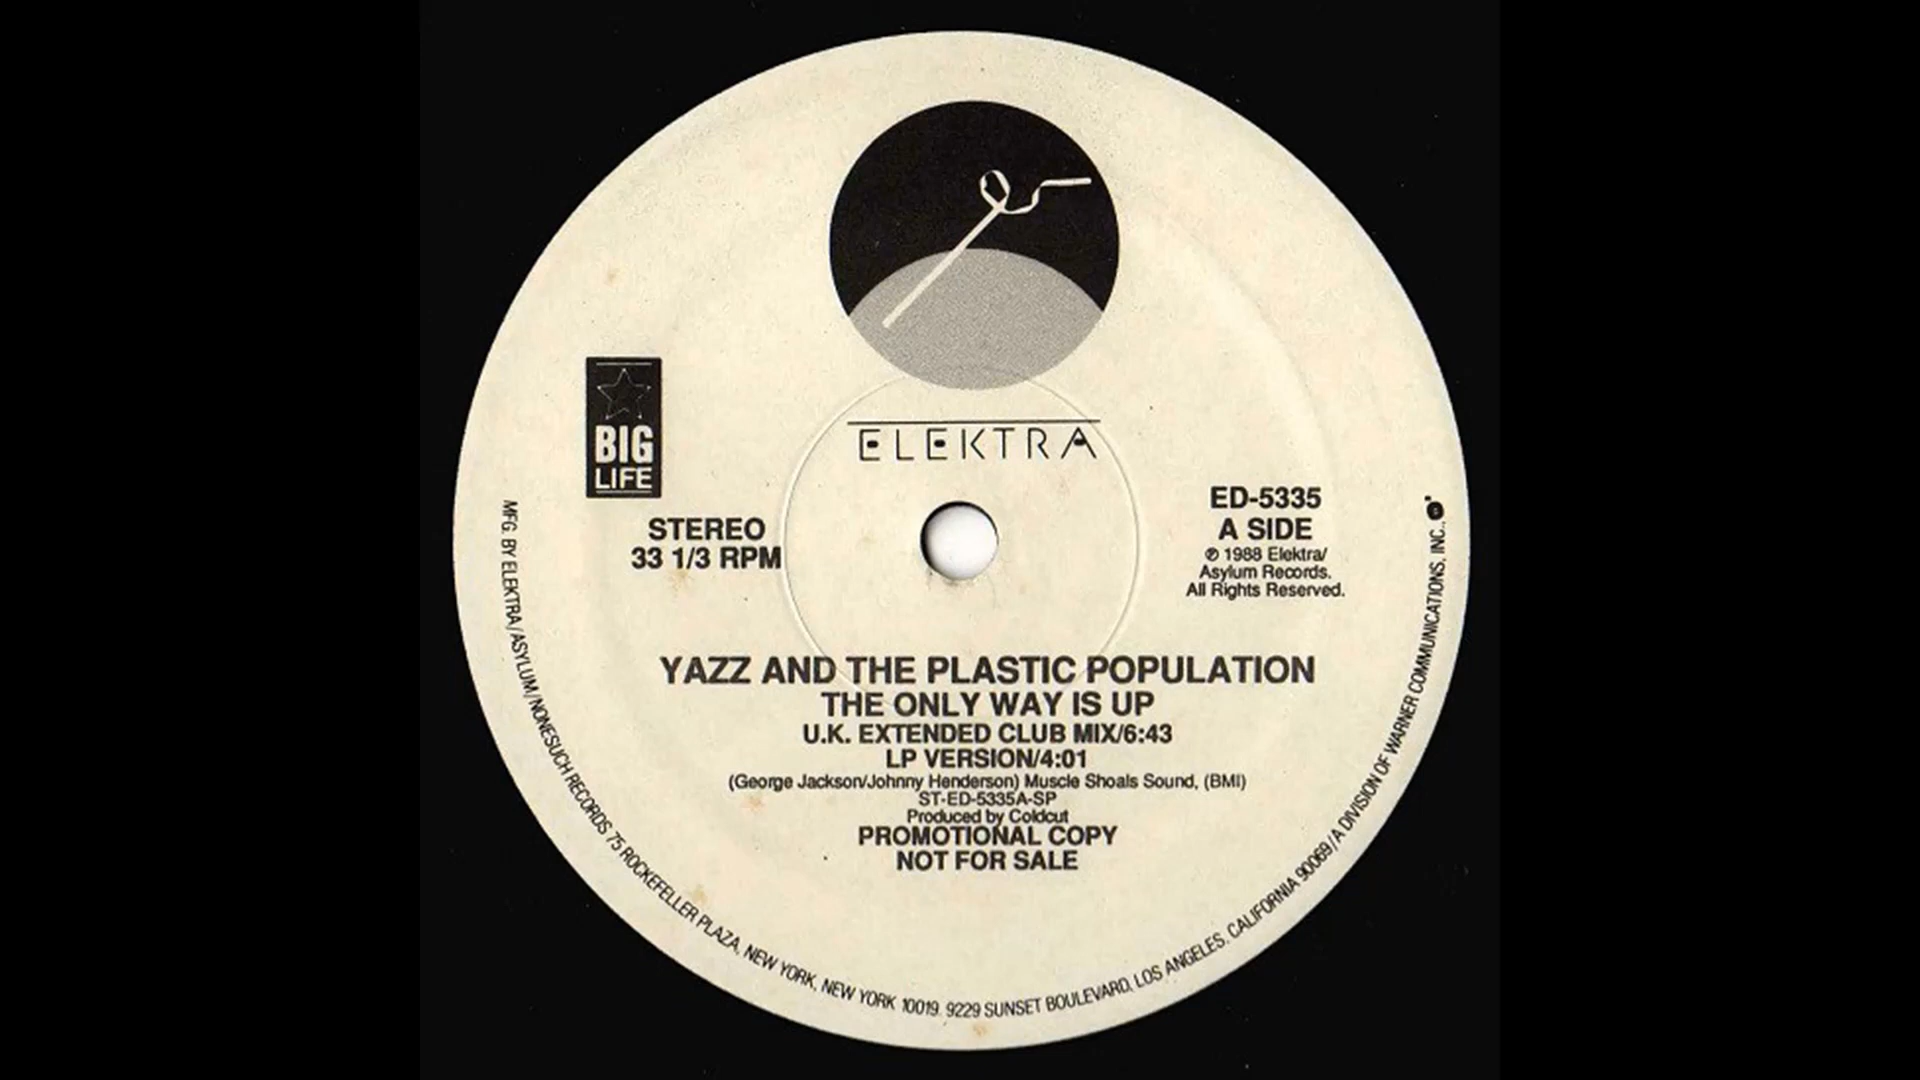 BIG
LIFE
ELEKTRA
STEREO
33 1/3 RPM
ED-5335
A SIDE
℗ 1988 Elektra/
Asylum Records.
All Rights Reserved.
YAZZ AND THE PLASTIC POPULATION
THE ONLY WAY IS UP
U.K. EXTENDED CLUB MIX/6:43
LP VERSION/4:01
(George Jackson/Johnny Henderson) Muscle Shoals Sound, (BMI)
ST-ED-5335A-SP
Produced by Coldcut
PROMOTIONAL COPY
NOT FOR SALE
MFG. BY ELEKTRA/ASYLUM/NONESUCH RECORDS 75 ROCKEFELLER PLAZA, NEW YORK, NEW YORK 10019. 9229 SUNSET BOULEVARD, LOS ANGELES, CALIFORNIA 90069/A DIVISION OF WARNER COMMUNICATIONS, INC.,